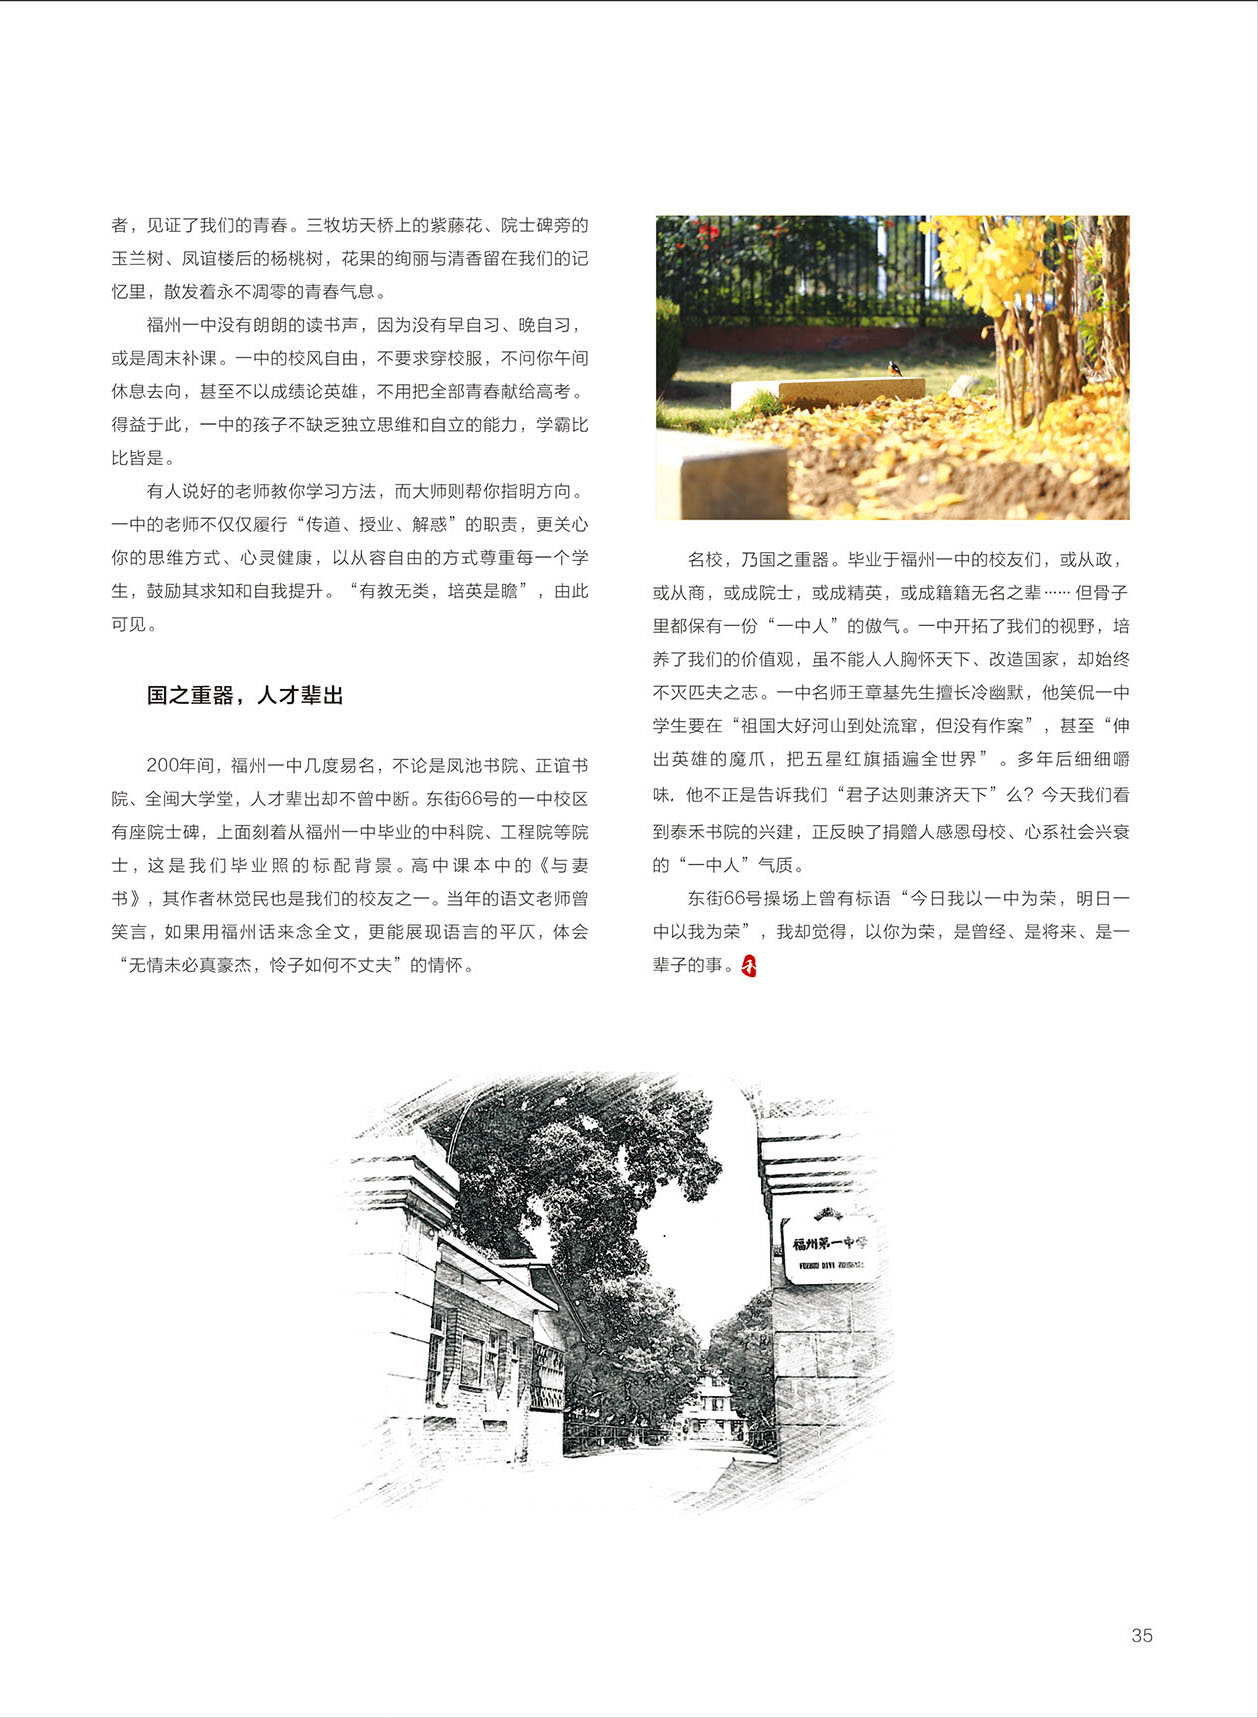 者，见证了我们的青春。三牧坊天桥上的紫藤花、院士碑旁的
玉兰树、凤谊楼后的杨桃树，花果的绚丽与清香留在我们的记
忆里，散发着永不凋零的青春气息。
福州一中没有朗朗的读书声，因为没有早自习、晚自习，
或是周末补课。一中的校风自由，不要求穿校服，不问你午间
休息去向，甚至不以成绩论英雄，不用把全部青春献给高考。
得益于此，一中的孩子不缺乏独立思维和自立的能力，学霸比
比皆是。
有人说好的老师教你学习方法，而大师则帮你指明方向。
一中的老师不仅仅履行“传道、授业、解惑”的职责，更关心
你的思维方式、心灵健康，以从容自由的方式尊重每一个学
生，鼓励其求知和自我提升。“有教无类，培英是瞻”，由此
可见。
国之重器，人才辈出
200年间，福州一中几度易名，不论是凤池书院、正谊书
院、全闽大学堂，人才辈出却不曾中断。东街66号的一中校区
有座院士碑，上面刻着从福州一中毕业的中科院、工程院等院
士，这是我们毕业照的标配背景。高中课本中的《与妻
书》，其作者林觉民也是我们的校友之一。当年的语文老师曾
笑言，如果用福州话来念全文，更能展现语言的平仄，体会
“无情未必真豪杰，怜子如何不丈夫”的情怀。
名校，乃国之重器。毕业于福州一中的校友们，或从政，
或从商，或成院士，或成精英，或成籍籍无名之辈……但骨子
里都保有一份“一中人”的傲气。一中开拓了我们的视野，培
养了我们的价值观，虽不能人人胸怀天下、改造国家，却始终
不灭匹夫之志。一中名师王章基先生擅长冷幽默，他笑侃一中
学生要在“祖国大好河山到处流窜，但没有作案”，甚至“伸
出英雄的魔爪，把五星红旗插遍全世界”。多年后细细嚼
味，他不正是告诉我们“君子达则兼济天下”么？今天我们看
到泰禾书院的兴建，正反映了捐赠人感恩母校、心系社会兴衰
的“一中人”气质。
东街66号操场上曾有标语“今日我以一中为荣，明日一
中以我为荣”，我却觉得，以你为荣，是曾经、是将来、是一
辈子的事。禾
福州第一中学
35